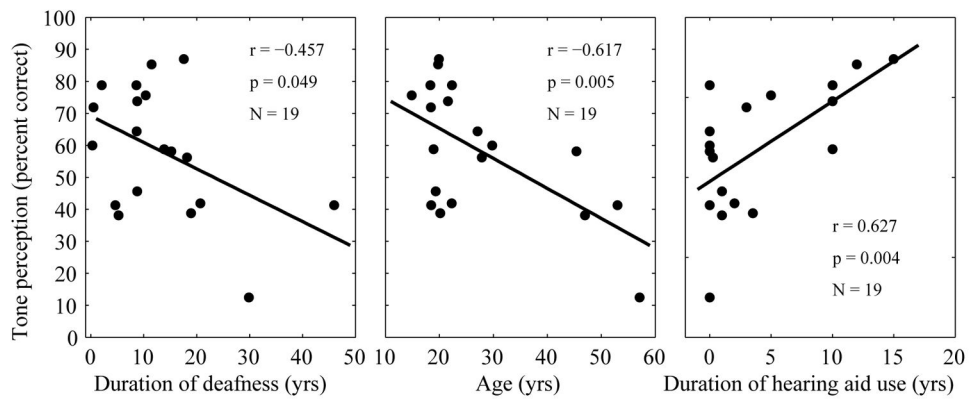 Tone perception (percent correct)
100
90
80
70
60
50
40
30
20
10
0
r = −0.457
p = 0.049
N = 19
0 10 20 30 40 50
Duration of deafness (yrs)
r = −0.617
p = 0.005
N = 19
10 20 30 40 50 60
Age (yrs)
r = 0.627
p = 0.004
N = 19
0 5 10 15 20
Duration of hearing aid use (yrs)